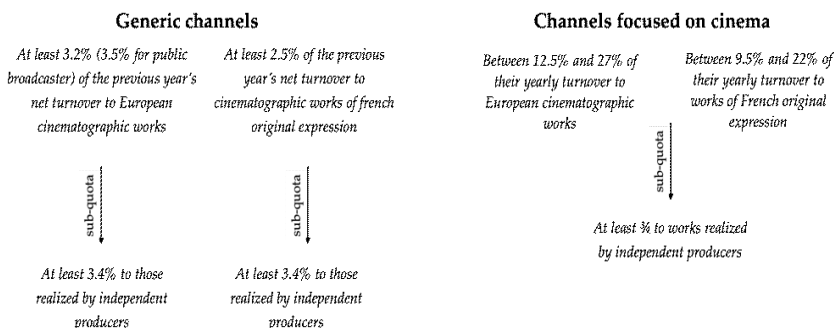 Generic channels
At least 3.2% (3.5% for public
broadcaster) of the previous year's
net turnover to European
cinematographic works
At least 2.5% of the previous
year's net turnover to
cinematographic works of french
original expression
sub-quota
sub-quota
At least 3.4% to those
realized by independent
producers
At least 3.4% to those
realized by independent
producers
Channels focused on cinema
Between 12.5% and 27% of
their yearly turnover to
European cinematographic
works
Between 9.5% and 22% of
their yearly turnover to
works of French original
expression
sub-quota
At least ¾ to works realized
by independent producers